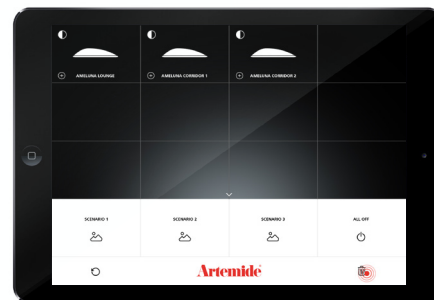 AMELUNA LOUNGE AMELUNA CORRIDOR 1 AMELUNA CORRIDOR 2
SCENARIO 1 SCENARIO 2 SCENARIO 3 ALL OFF
Artemide